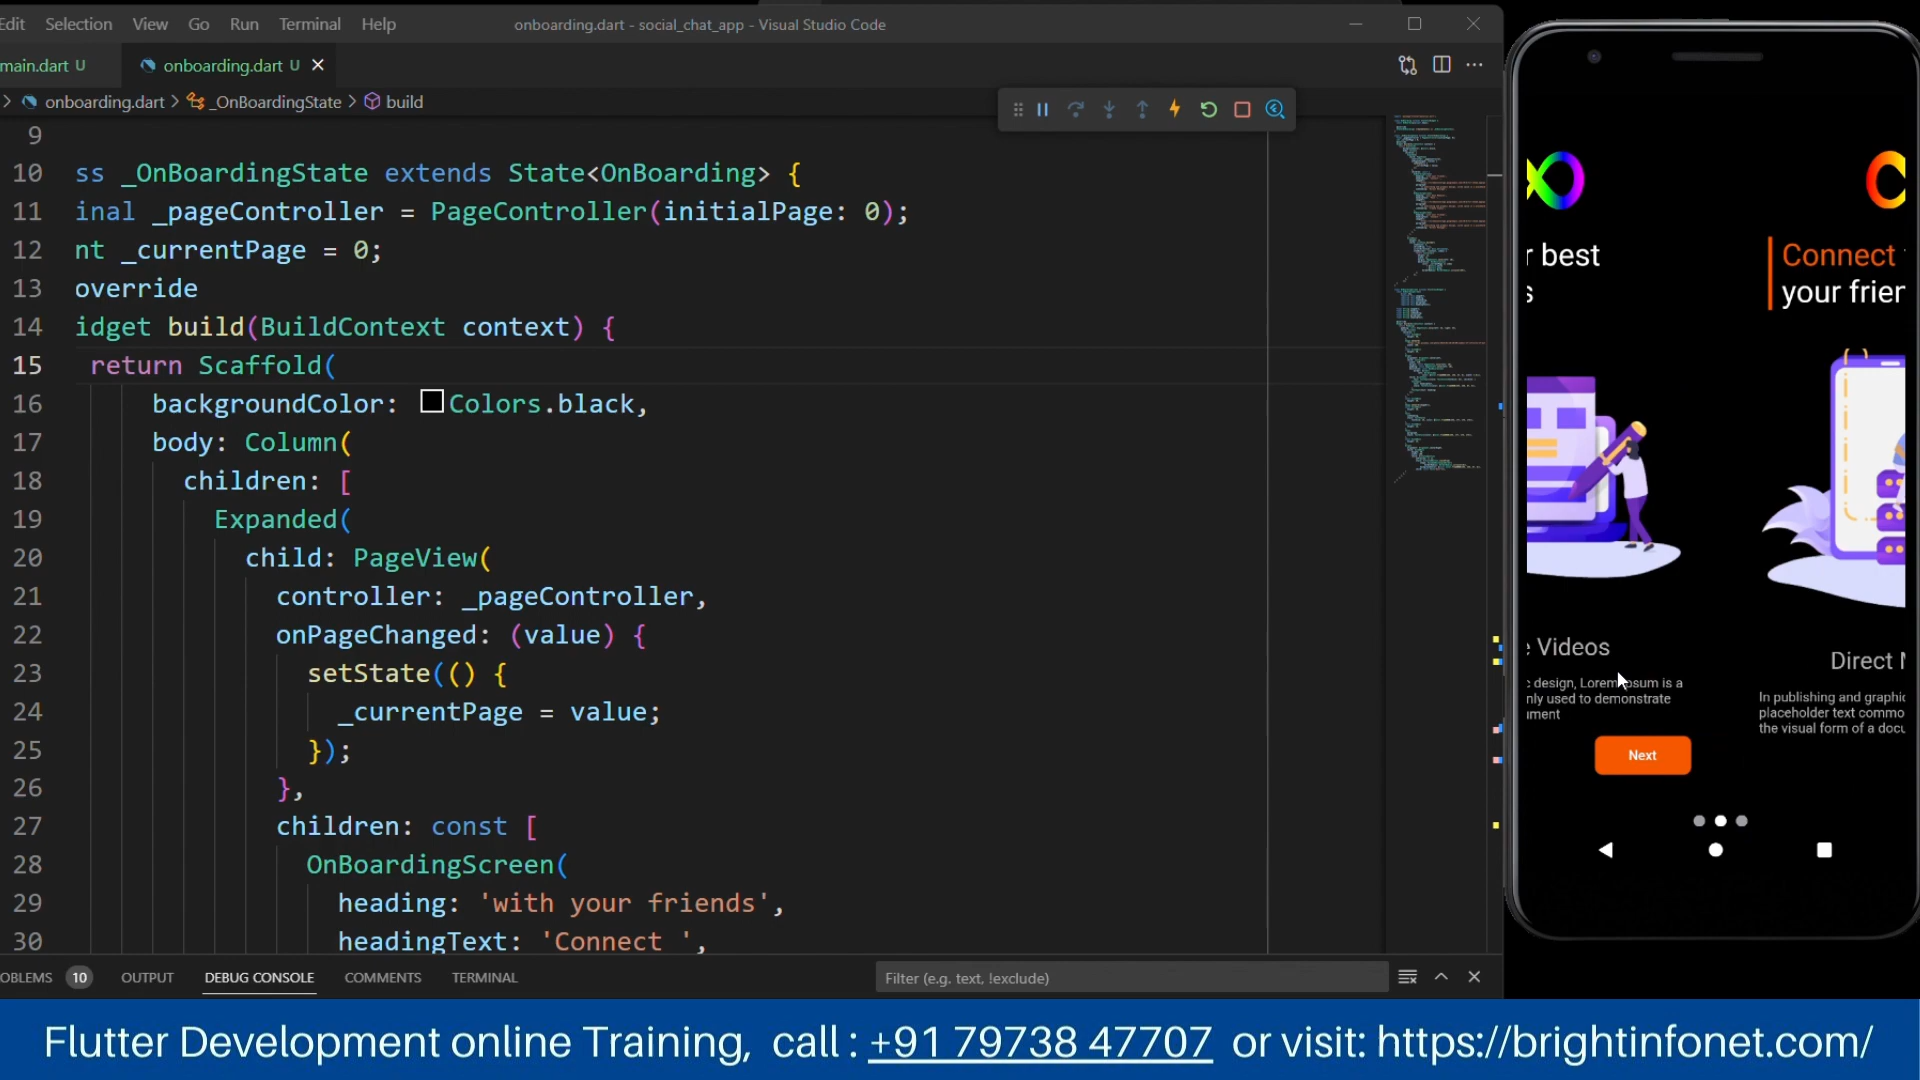 Edit Selection View Go Run Terminal Help
onboarding.dart - social_chat_app - Visual Studio Code
main.dart U
onboarding.dart U
onboarding.dart > _OnBoardingState > build
9
10 ss _OnBoardingState extends State<OnBoarding> {
11 inal _pageController = PageController(initialPage: 0);
12 nt _currentPage = 0;
13 override
14 idget build(BuildContext context) {
15 return Scaffold(
16 backgroundColor: Colors.black,
17 body: Column(
18 children: [
19 Expanded(
20 child: PageView(
21 controller: _pageController,
22 onPageChanged: (value) {
23 setState(() {
24 _currentPage = value;
25 });
26 },
27 children: const [
28 OnBoardingScreen(
29 heading: 'with your friends',
30 headingText: 'Connect ',
OBLEMS 10 OUTPUT DEBUG CONSOLE COMMENTS TERMINAL
Filter (e.g. text, !exclude)
r best
s
Connect
your frien
e Videos
c design, Lorem ipsum is a
nly used to demonstrate
ument
Direct M
In publishing and graphic
placeholder text commo
the visual form of a docu
Next
Flutter Development online Training, call : +91 79738 47707 or visit: https://brightinfonet.com/